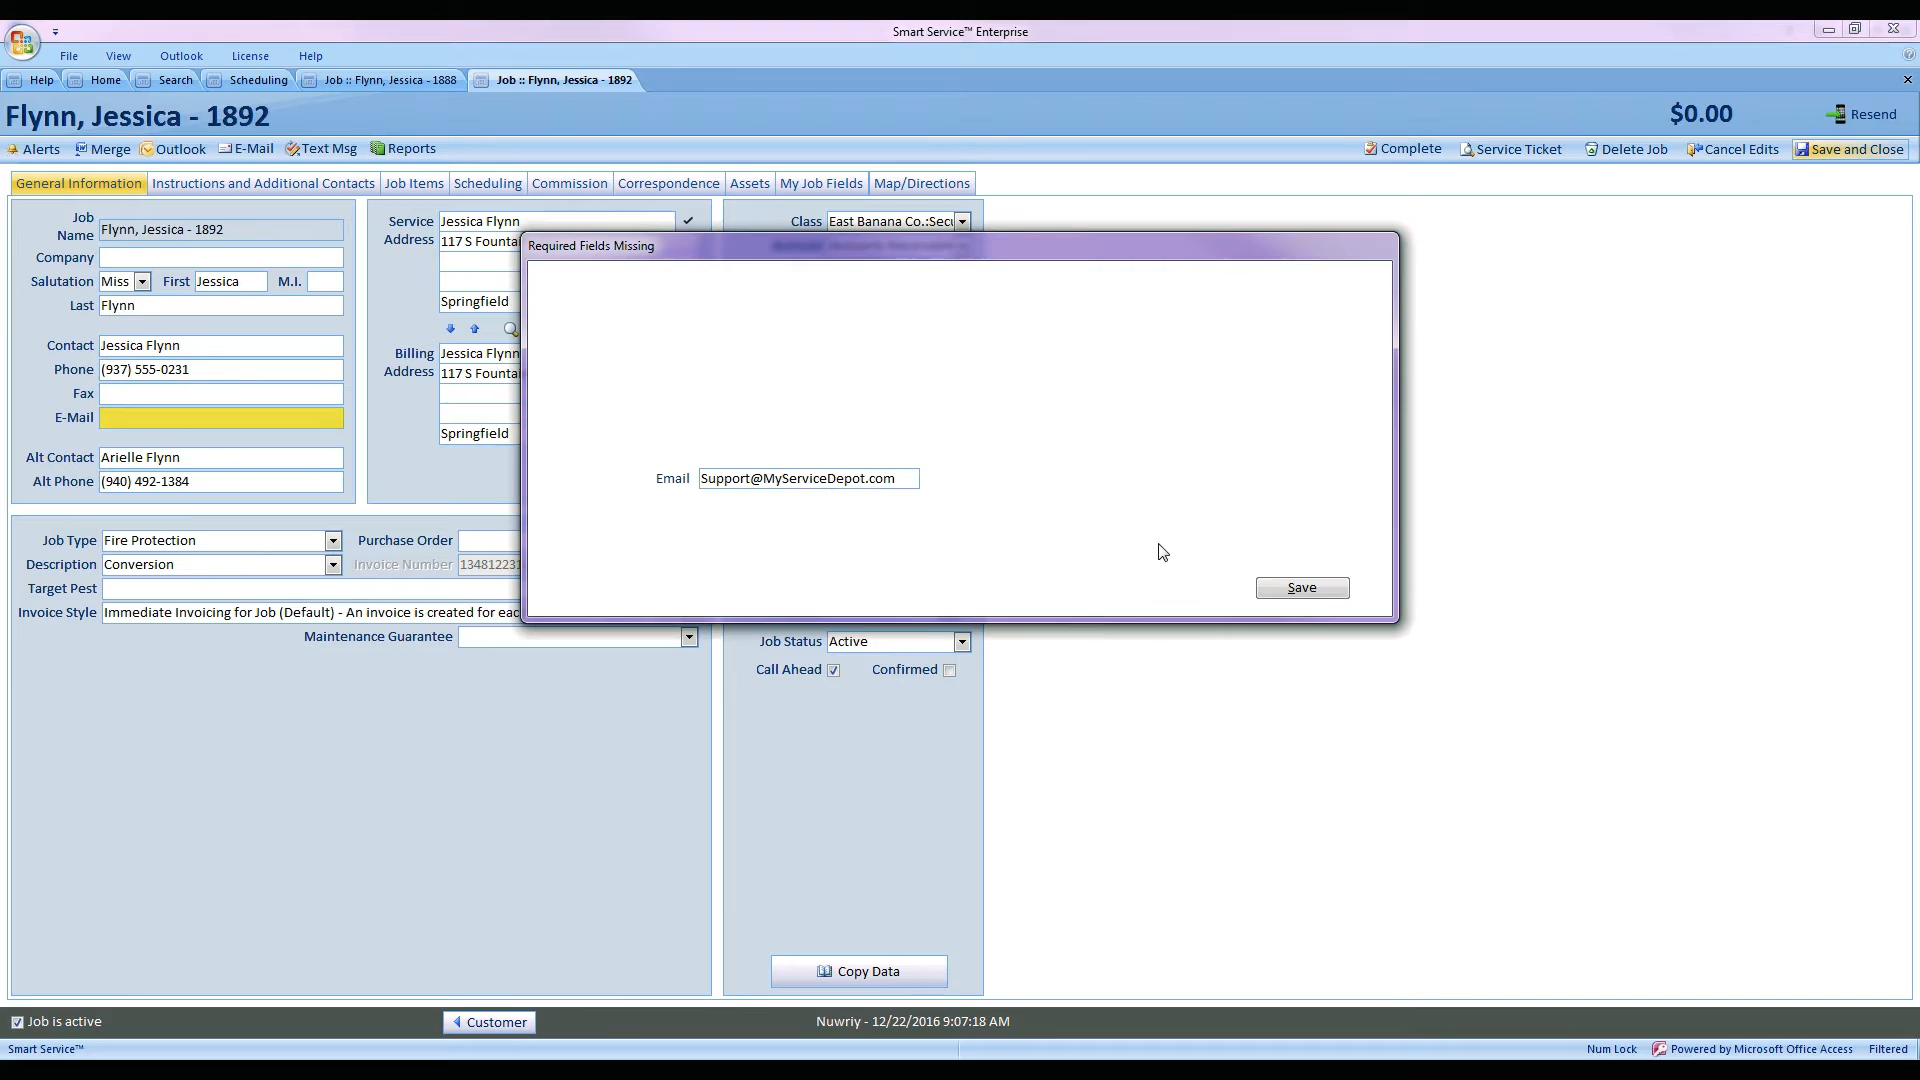 Smart Service™ Enterprise
File View Outlook License Help
Help Home Search Scheduling Job :: Flynn, Jessica - 1888 Job :: Flynn, Jessica - 1892
Flynn, Jessica - 1892 $0.00 Resend
Alerts Merge Outlook E-Mail Text Msg Reports Complete Service Ticket Delete Job Cancel Edits Save and Close
General Information Instructions and Additional Contacts Job Items Scheduling Commission Correspondence Assets My Job Fields Map/Directions
Job Name Flynn, Jessica - 1892
Company
Salutation Miss First Jessica M.I.
Last Flynn
Contact Jessica Flynn
Phone (937) 555-0231
Fax
E-Mail
Alt Contact Arielle Flynn
Alt Phone (940) 492-1384
Service Address Jessica Flynn
117 S Fountai
Springfield
Billing Address Jessica Flynn
117 S Fountai
Springfield
Class East Banana Co.:Secu
Required Fields Missing
Email Support@MyServiceDepot.com
Save
Job Type Fire Protection Purchase Order
Description Conversion Invoice Number 134812231
Target Pest
Invoice Style Immediate Invoicing for Job (Default) - An invoice is created for eac
Maintenance Guarantee
Job Status Active
Call Ahead Confirmed
Copy Data
Job is active Customer Nuwriy - 12/22/2016 9:07:18 AM
Smart Service™ Num Lock Powered by Microsoft Office Access Filtered